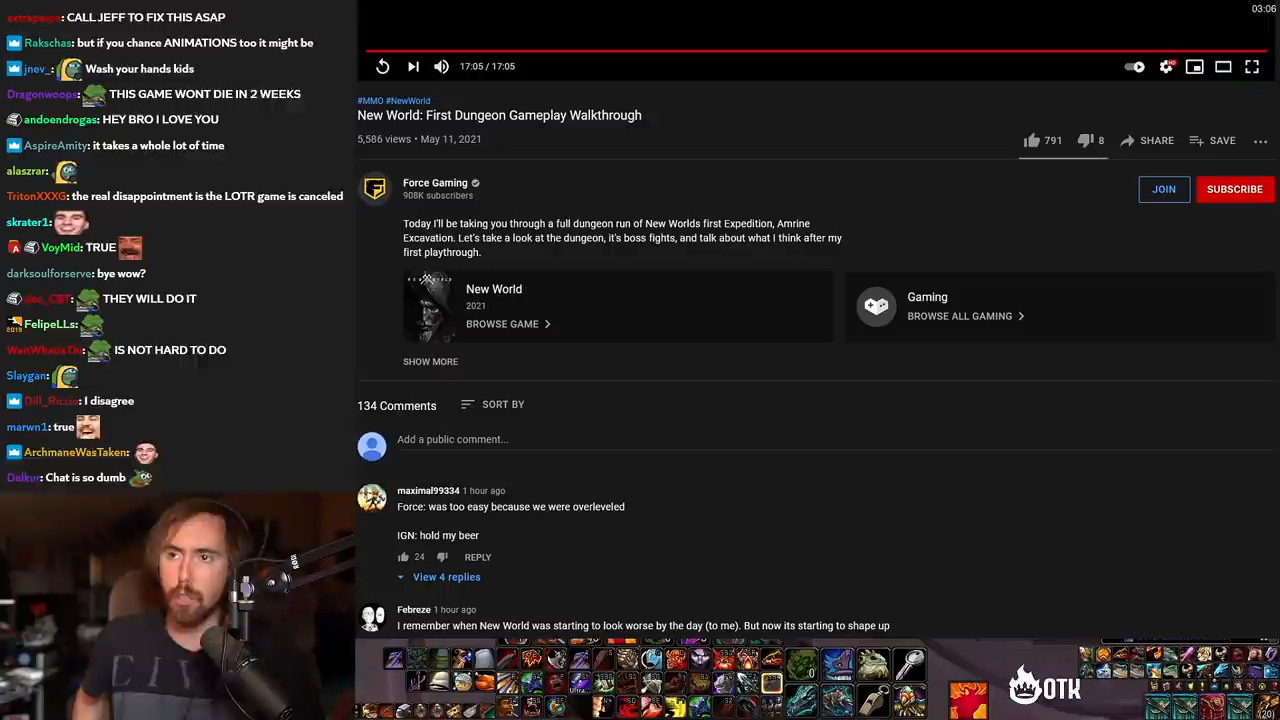 extrapepe: CALL JEFF TO FIX THIS ASAP
Rakschas: but if you chance ANIMATIONS too it might be
jnev_: Wash your hands kids
Dragonwoops: THIS GAME WONT DIE IN 2 WEEKS
andoendrogas: HEY BRO I LOVE YOU
AspireAmity: it takes a whole lot of time
alaszrar:
TritonXXXG: the real disappointment is the LOTR game is canceled
skrater1:
VoyMid: TRUE
darksoulforserve: bye wow?
THEY WILL DO IT
FelipeLLs:
IS NOT HARD TO DO
Slaygan:
Dill_Riccio: I disagree
marwn1: true
ArchmaneWasTaken:
Dalkur: Chat is so dumb
03:06
17:05 / 17:05
#MMO #NewWorld
New World: First Dungeon Gameplay Walkthrough
5,586 views • May 11, 2021
791
8
SHARE
SAVE
Force Gaming
908K subscribers
JOIN
SUBSCRIBE
Today I'll be taking you through a full dungeon run of New Worlds first Expedition, Amrine
Excavation. Let's take a look at the dungeon, it's boss fights, and talk about what I think after my
first playthrough.
New World
2021
BROWSE GAME
Gaming
BROWSE ALL GAMING
SHOW MORE
134 Comments
SORT BY
Add a public comment...
maximal99334 1 hour ago
Force: was too easy because we were overleveled
IGN: hold my beer
24
REPLY
View 4 replies
Febreze 1 hour ago
I remember when New World was starting to look worse by the day (to me). But now its starting to shape up
OTK